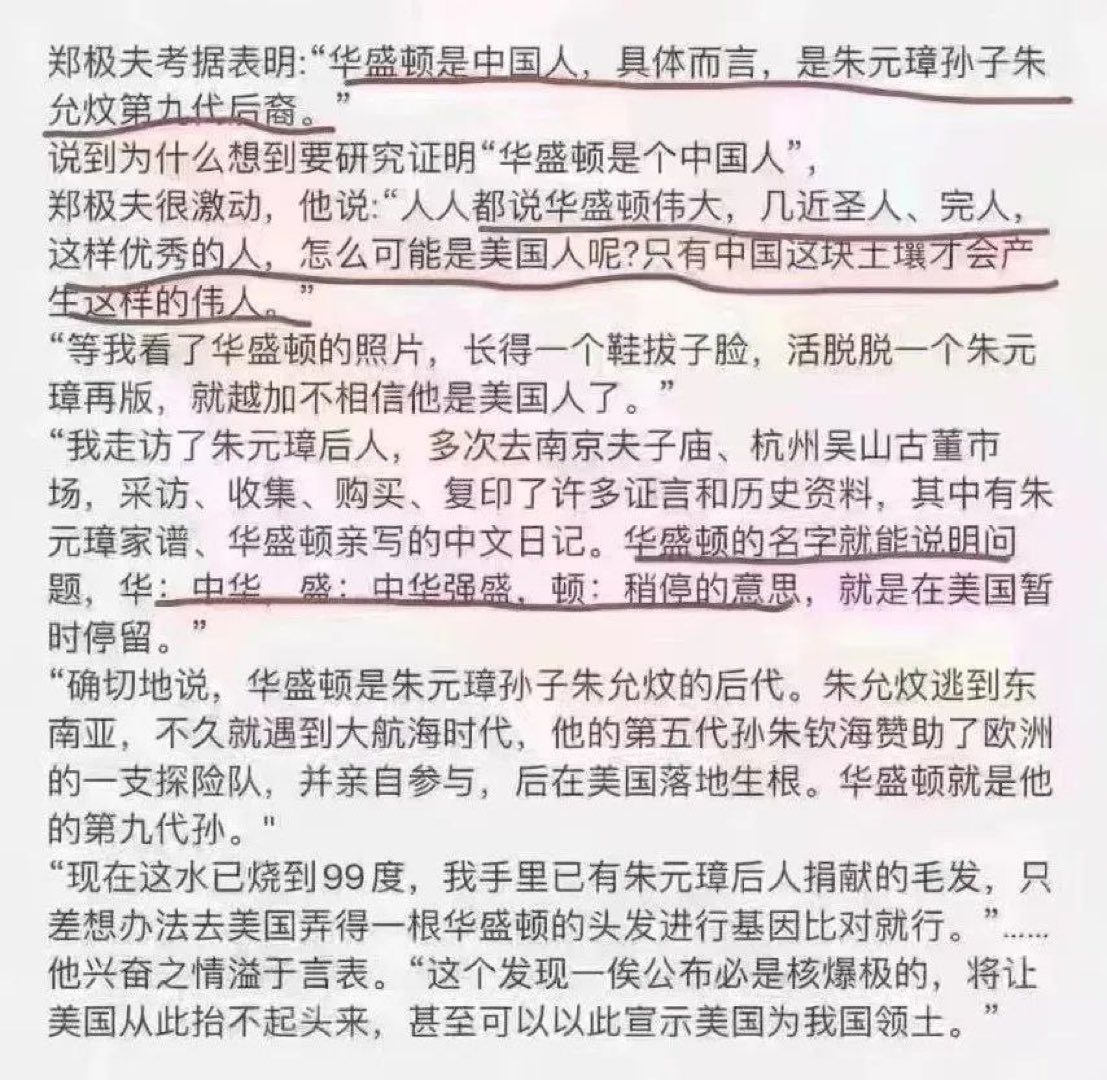 郑极夫考据表明:“华盛顿是中国人，具体而言，是朱元璋孙子朱
允炆第九代后裔。”
说到为什么想到要研究证明“华盛顿是个中国人”，
郑极夫很激动，他说:“人人都说华盛顿伟大，几近圣人、完人，
这样优秀的人，怎么可能是美国人呢?只有中国这块土壤才会产
生这样的伟人。”
“等我看了华盛顿的照片，长得一个鞋拔子脸，活脱脱一个朱元
璋再版，就越加不相信他是美国人了。”
“我走访了朱元璋后人，多次去南京夫子庙、杭州吴山古董市
场，采访、收集、购买、复印了许多证言和历史资料，其中有朱
元璋家谱、华盛顿亲写的中文日记。华盛顿的名字就能说明问
题，华：中华，盛：中华强盛，顿：稍停的意思，就是在美国暂
时停留。”
“确切地说，华盛顿是朱元璋孙子朱允炆的后代。朱允炆逃到东
南亚，不久就遇到大航海时代，他的第五代孙朱钦海赞助了欧洲
的一支探险队，并亲自参与，后在美国落地生根。华盛顿就是他
的第九代孙。"
“现在这水已烧到99度，我手里已有朱元璋后人捐献的毛发，只
差想办法去美国弄得一根华盛顿的头发进行基因比对就行。”……
他兴奋之情溢于言表。“这个发现一俟公布必是核爆极的，将让
美国从此抬不起头来，甚至可以以此宣示美国为我国领土。”